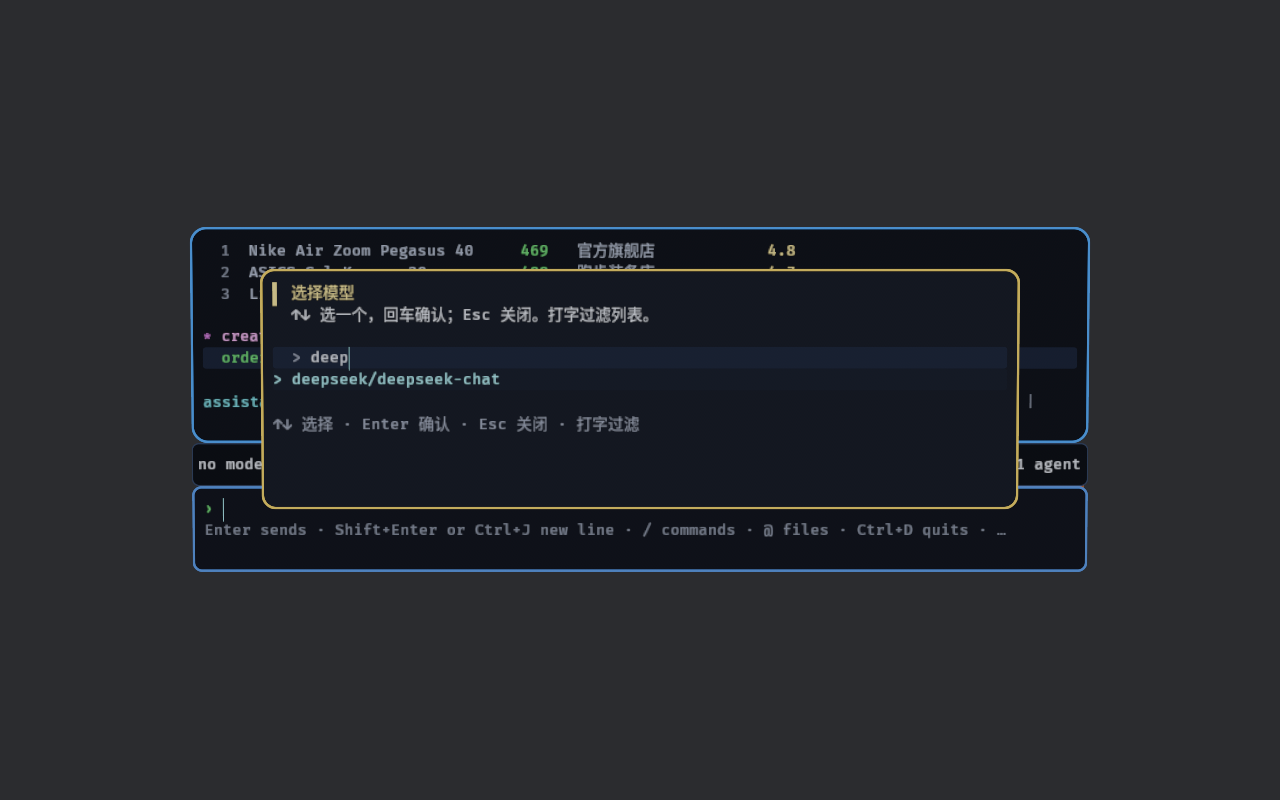 1 Nike Air Zoom Pegasus 40 469 官方旗舰店 4.8
2
3 L
选择模型
↑↓ 选一个，回车确认；Esc 关闭。打字过滤列表。
* crea
orde
> deep
> deepseek/deepseek-chat
assista
↑↓ 选择 · Enter 确认 · Esc 关闭 · 打字过滤
no mode 1 agent
›
Enter sends · Shift+Enter or Ctrl+J new line · / commands · @ files · Ctrl+D quits · …